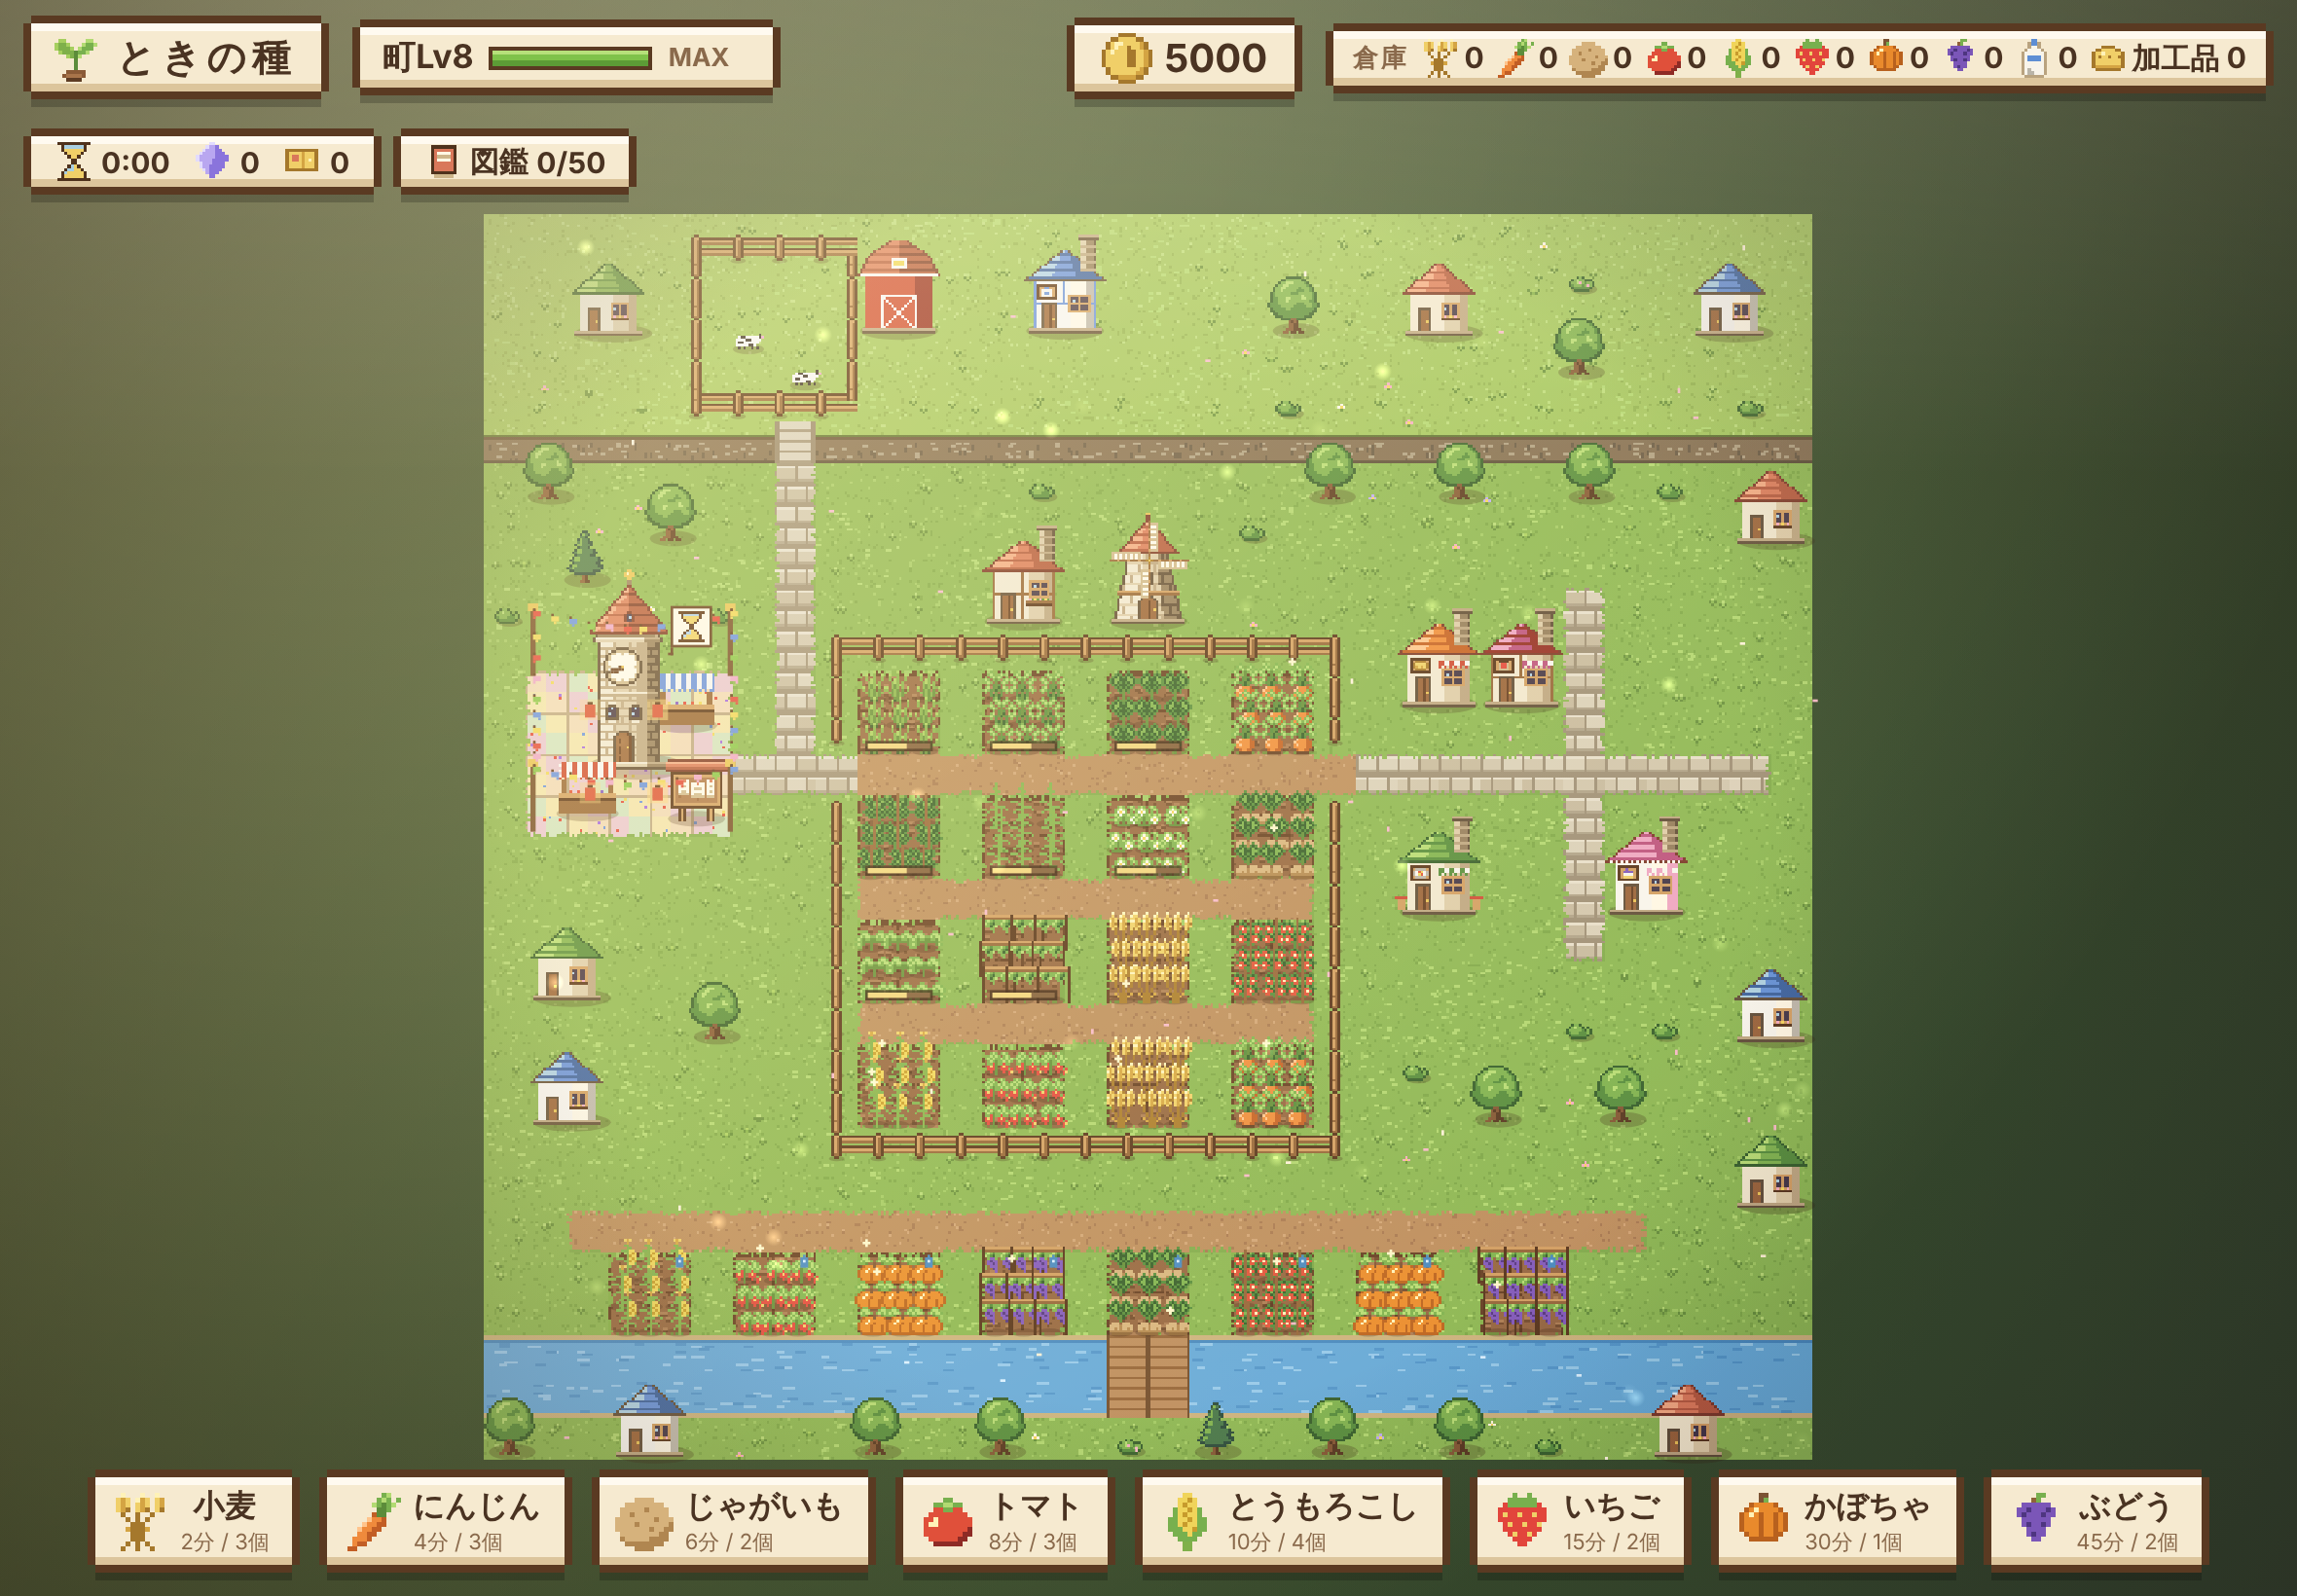 ときの種
町Lv8 MAX
5000
倉庫 0 0 0 0 0 0 0 0 0 加工品 0
0:00 0 0
図鑑 0/50
小麦
2分 / 3個
にんじん
4分 / 3個
じゃがいも
6分 / 2個
トマト
8分 / 3個
とうもろこし
10分 / 4個
いちご
15分 / 2個
かぼちゃ
30分 / 1個
ぶどう
45分 / 2個